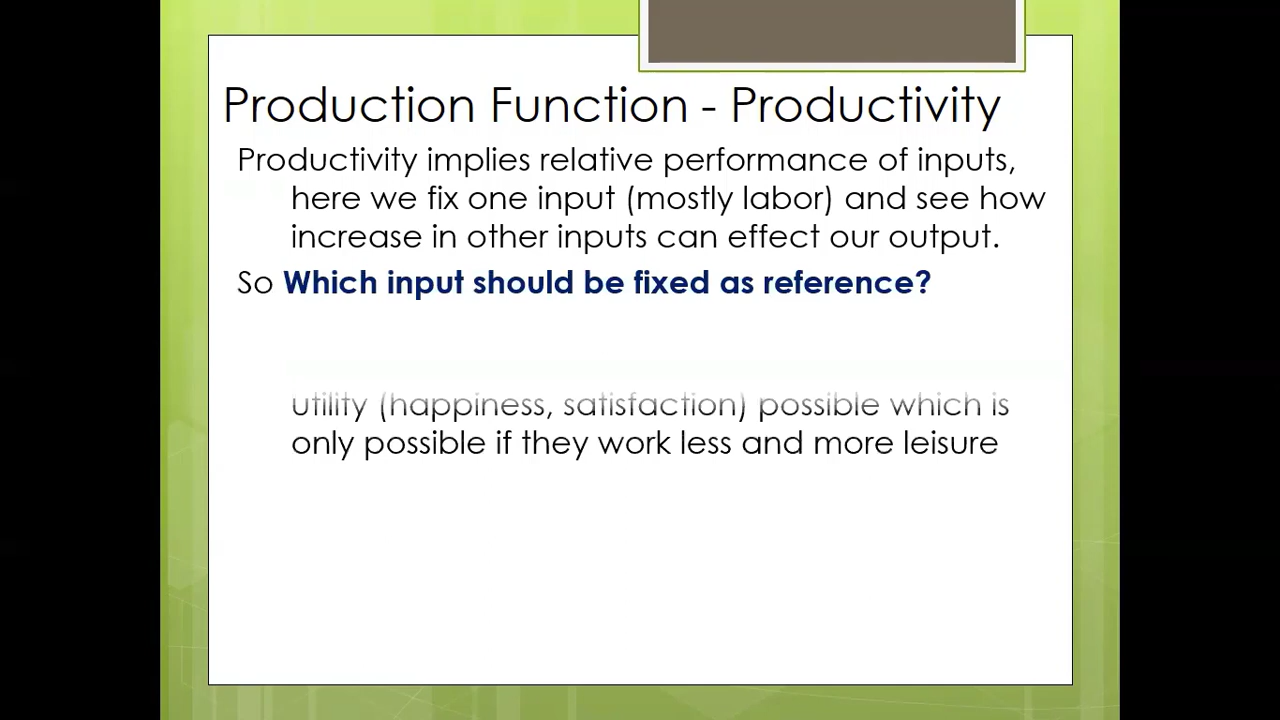 Production Function - Productivity
Productivity implies relative performance of inputs,
here we fix one input (mostly labor) and see how
increase in other inputs can effect our output.
So Which input should be fixed as reference?
utility (happiness, satisfaction) possible which is
only possible if they work less and more leisure